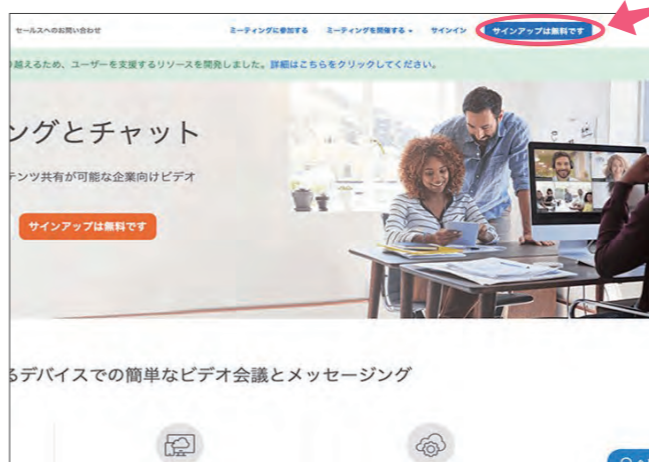 セールスへのお問い合わせ
ミーティングに参加する ミーティングを開催する サインイン サインアップは無料です
り越えるため、ユーザーを支援するリソースを開発しました。詳細はこちらをクリックしてください。
ングとチャット
テンツ共有が可能な企業向けビデオ
サインアップは無料です
るデバイスでの簡単なビデオ会議とメッセージング